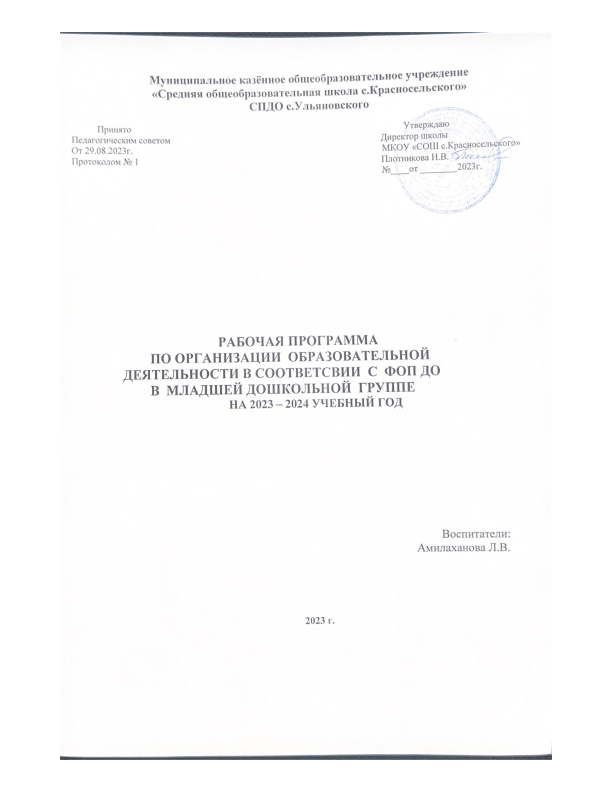 Муниципальное казённое общеобразовательное учреждение
«Средняя общеобразовательная школа с.Красносельского»
СПДО с.Ульяновского
Принято
Педагогическим советом
От 29.08.2023г.
Протоколом № 1
Утверждаю
Директор школы
МКОУ «СОШ с.Красносельского»
Плотникова Н.В.
№____от ________2023г.
РАБОЧАЯ ПРОГРАММА
ПО ОРГАНИЗАЦИИ ОБРАЗОВАТЕЛЬНОЙ
ДЕЯТЕЛЬНОСТИ В СООТВЕТСВИИ С ФОП ДО
В МЛАДШЕЙ ДОШКОЛЬНОЙ ГРУППЕ
НА 2023 – 2024 УЧЕБНЫЙ ГОД
Воспитатели:
Амилаханова Л.В.
2023 г.